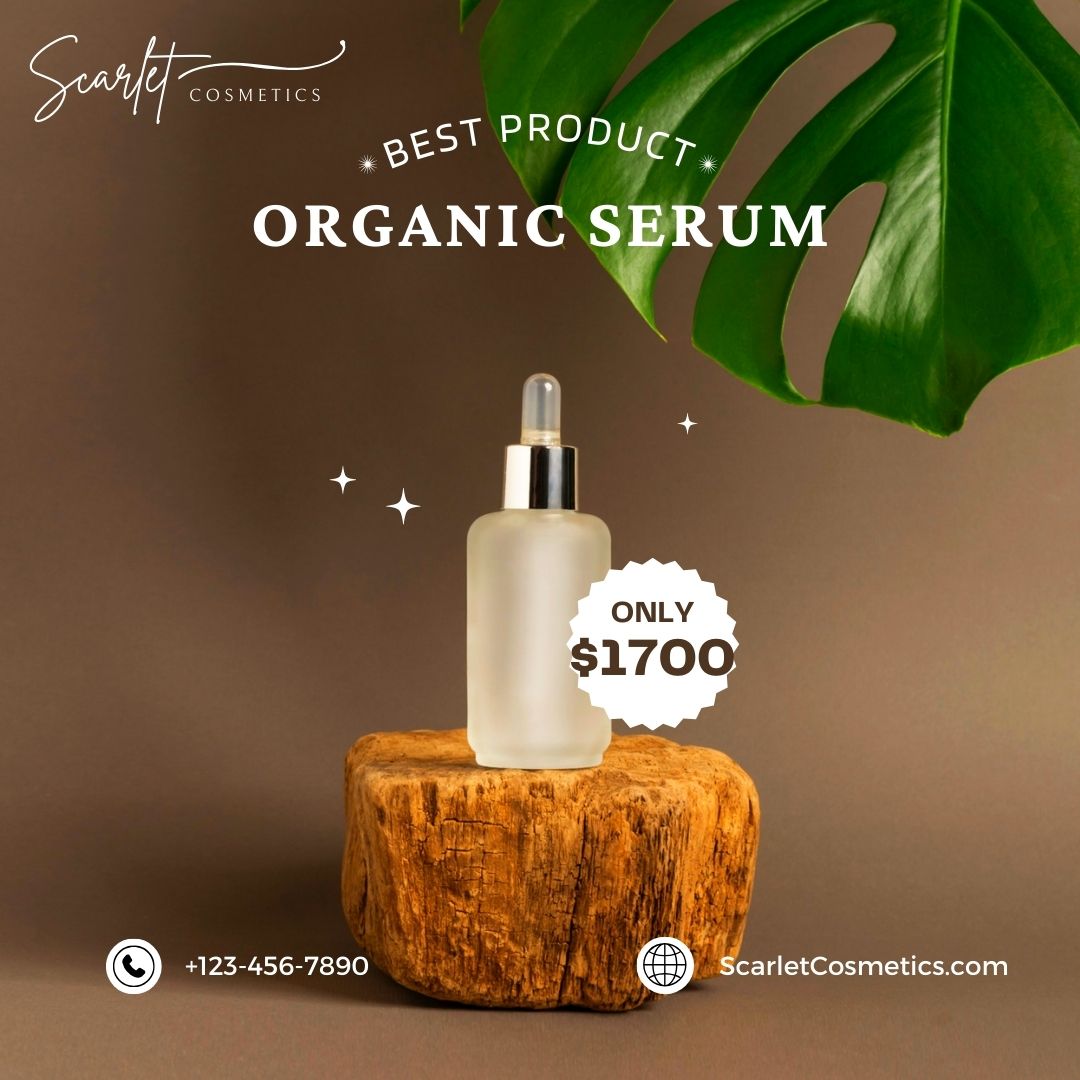 Scarlet
COSMETICS
BEST PRODUCT
ORGANIC SERUM
ONLY
$1700
+123-456-7890
ScarletCosmetics.com